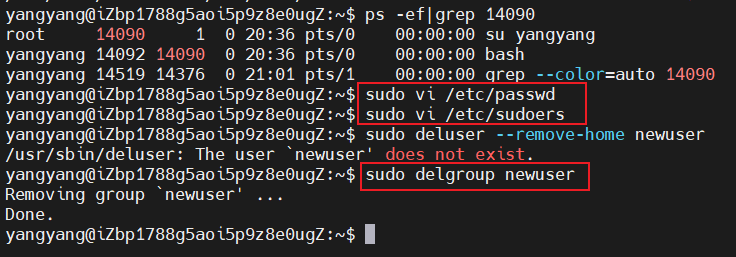 yangyang@iZbp1788g5aoi5p9z8e0ugZ:~$ ps -ef|grep 14090
root     14090     1  0 20:36 pts/0    00:00:00 su yangyang
yangyang 14092 14090  0 20:36 pts/0    00:00:00 bash
yangyang 14519 14376  0 21:01 pts/1    00:00:00 grep --color=auto 14090
yangyang@iZbp1788g5aoi5p9z8e0ugZ:~$ sudo vi /etc/passwd
yangyang@iZbp1788g5aoi5p9z8e0ugZ:~$ sudo vi /etc/sudoers
yangyang@iZbp1788g5aoi5p9z8e0ugZ:~$ sudo deluser --remove-home newuser
/usr/sbin/deluser: The user `newuser' does not exist.
yangyang@iZbp1788g5aoi5p9z8e0ugZ:~$ sudo delgroup newuser
Removing group `newuser' ...
Done.
yangyang@iZbp1788g5aoi5p9z8e0ugZ:~$